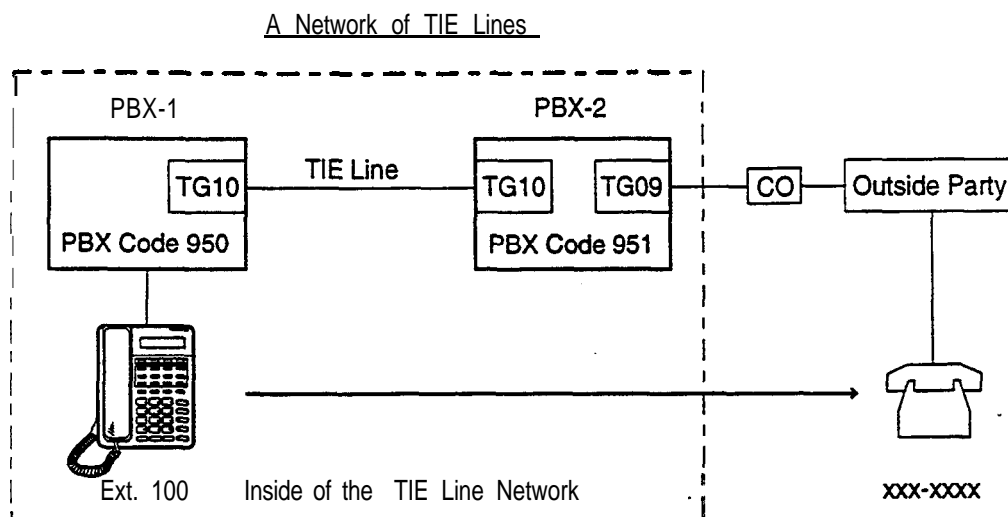 A Network of TIE Lines
PBX-1
PBX-2
TG10
TIE Line
TG10
TG09
CO
Outside Party
PBX Code 950
PBX Code 951
Ext. 100
Inside of the TIE Line Network
xxx-xxxx